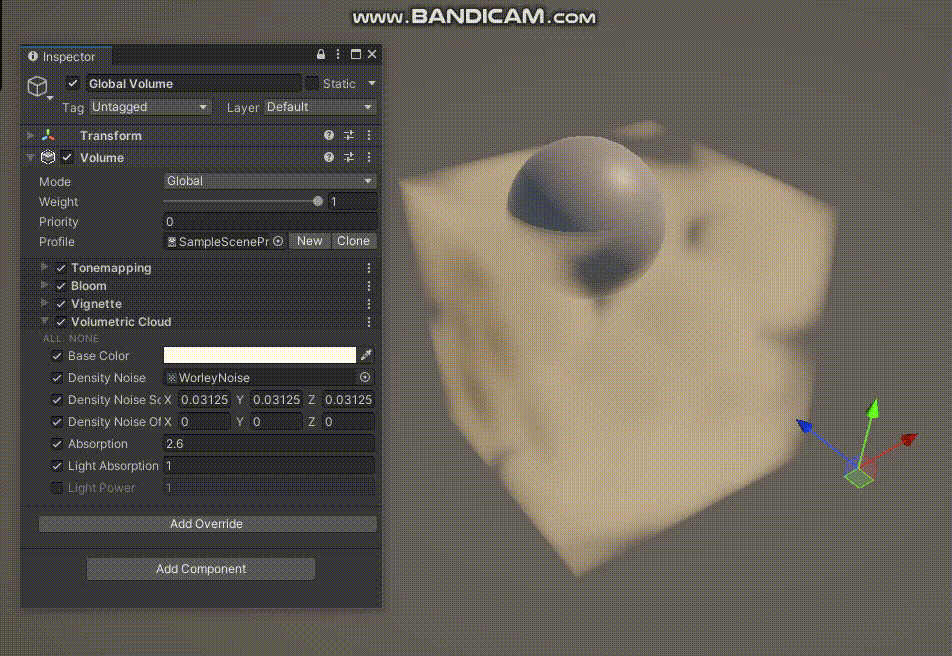 www.BANDICAM.com
Inspector
Global Volume Static
Tag Untagged Layer Default
Transform
Volume
Mode Global
Weight 1
Priority 0
Profile SampleScenePr New Clone
Tonemapping
Bloom
Vignette
Volumetric Cloud
ALL NONE
Base Color
Density Noise WorleyNoise
Density Noise Sc X 0.03125 Y 0.03125 Z 0.03125
Density Noise Of X 0 Y 0 Z 0
Absorption 2.6
Light Absorption 1
Light Power 1
Add Override
Add Component